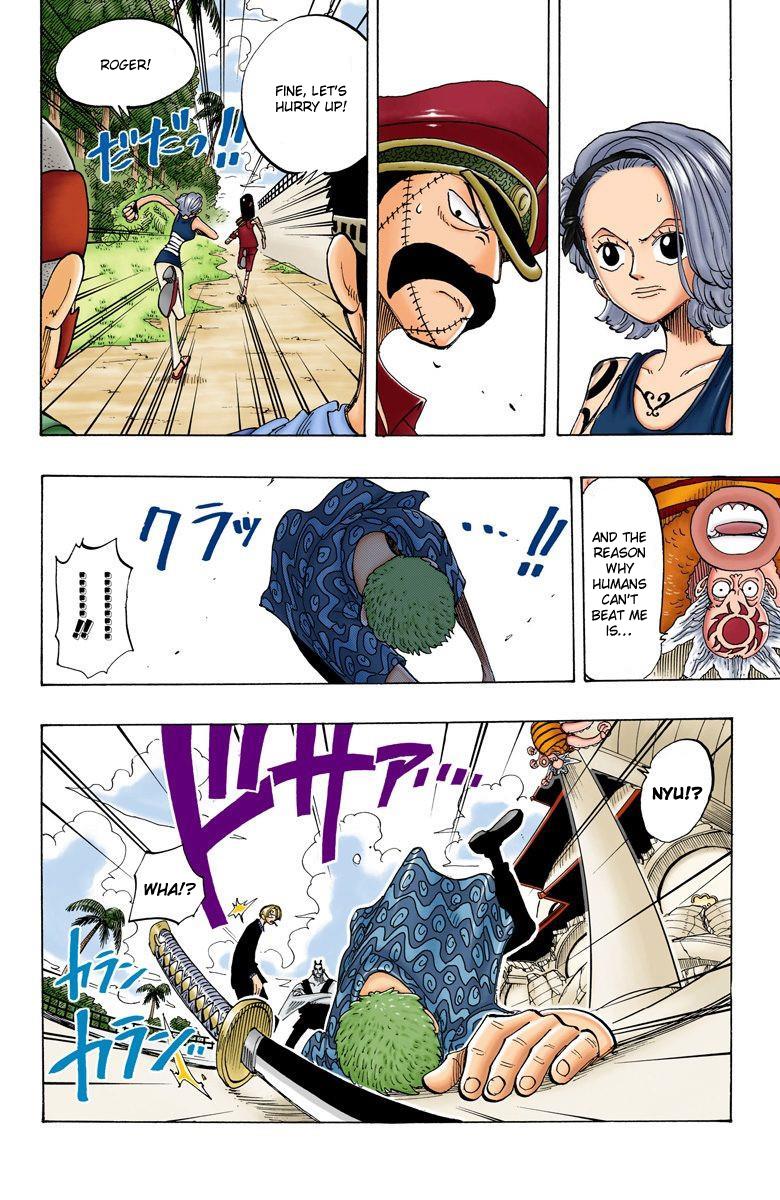 FINE, LET'S
HURRY UP!
ROGER!
だだっ!!
AND THE
REASON
WHY
HUMANS
CAN'T
BEAT ME
IS...
クラッ…!!
………!!
NYU!?
ドサァ…
WHA!?
カラン
カラァン